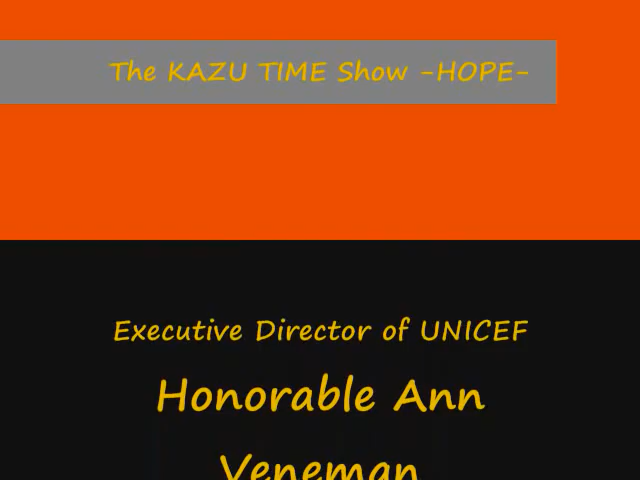 The KAZU TIME Show -HOPE-
Executive Director of UNICEF
Honorable Ann
Veneman